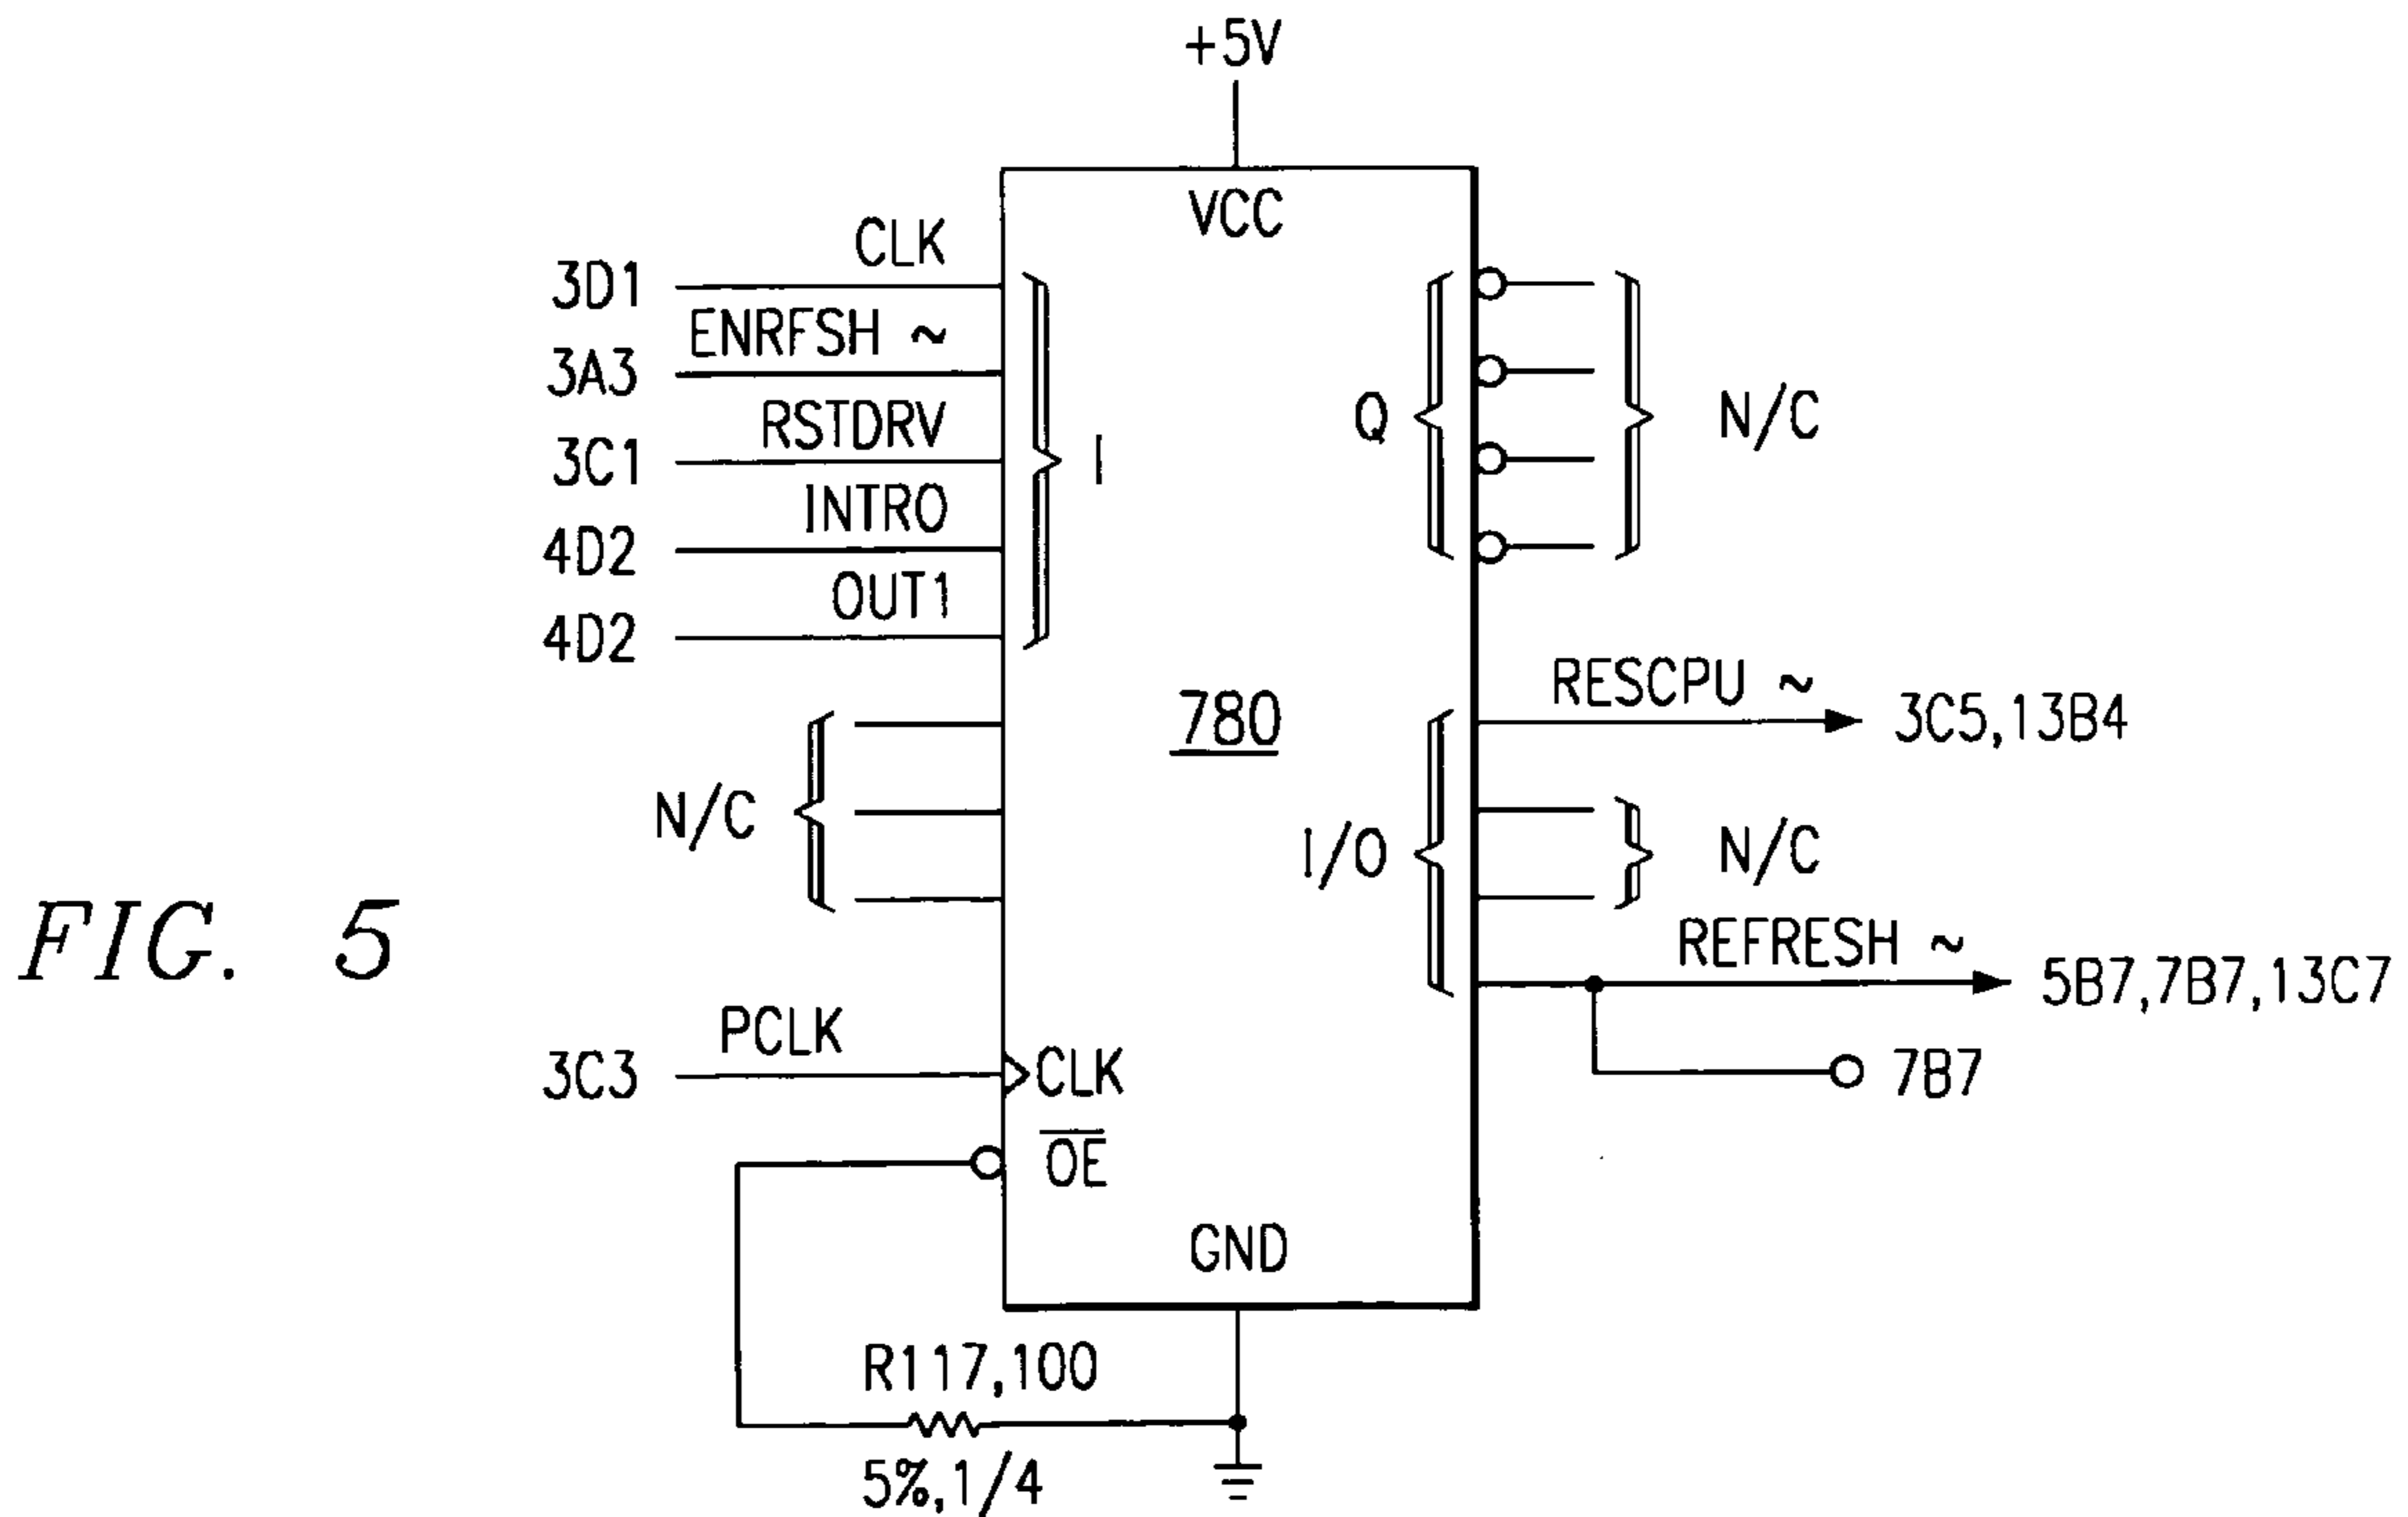 +5V
VCC
CLK
3D1
ENRFSH ~
3A3
RSTDRV
3C1
I
INTRO
4D2
OUT1
4D2
Q
N/C
780
RESCPU ~
3C5,13B4
N/C
I/O
N/C
REFRESH ~
5B7,7B7,13C7
7B7
FIG. 5
PCLK
3C3
CLK
OE
GND
R117,100
5%,1/4